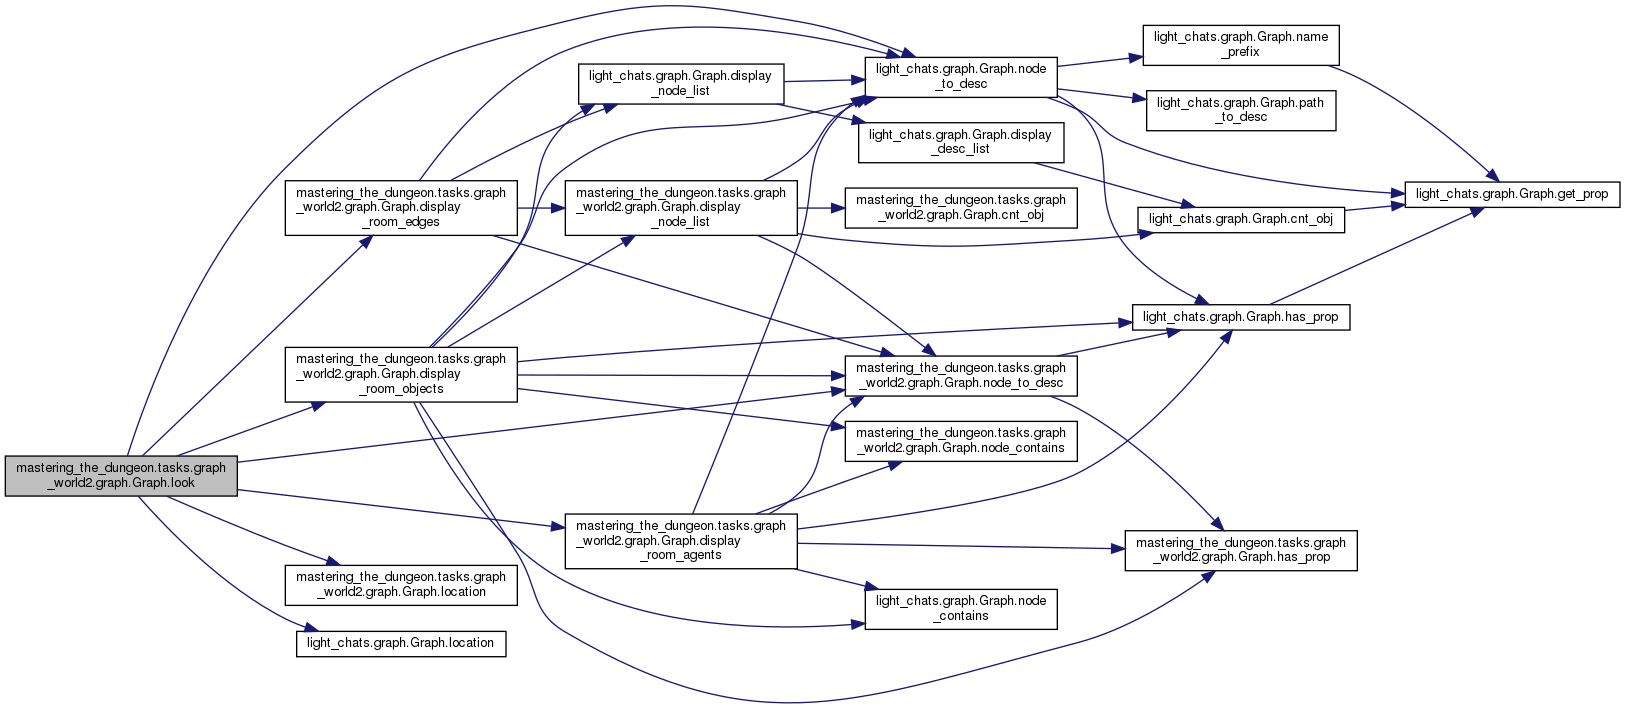 mastering_the_dungeon.tasks.graph
_world2.graph.Graph.look
mastering_the_dungeon.tasks.graph
_world2.graph.Graph.display
_room_edges
mastering_the_dungeon.tasks.graph
_world2.graph.Graph.display
_room_objects
mastering_the_dungeon.tasks.graph
_world2.graph.Graph.location
light_chats.graph.Graph.location
light_chats.graph.Graph.display
_node_list
mastering_the_dungeon.tasks.graph
_world2.graph.Graph.display
_node_list
mastering_the_dungeon.tasks.graph
_world2.graph.Graph.display
_room_agents
light_chats.graph.Graph.node
_to_desc
light_chats.graph.Graph.display
_desc_list
mastering_the_dungeon.tasks.graph
_world2.graph.Graph.cnt_obj
mastering_the_dungeon.tasks.graph
_world2.graph.Graph.node_to_desc
mastering_the_dungeon.tasks.graph
_world2.graph.Graph.node_contains
light_chats.graph.Graph.node
_contains
light_chats.graph.Graph.name
_prefix
light_chats.graph.Graph.path
_to_desc
light_chats.graph.Graph.cnt_obj
light_chats.graph.Graph.has_prop
mastering_the_dungeon.tasks.graph
_world2.graph.Graph.has_prop
light_chats.graph.Graph.get_prop